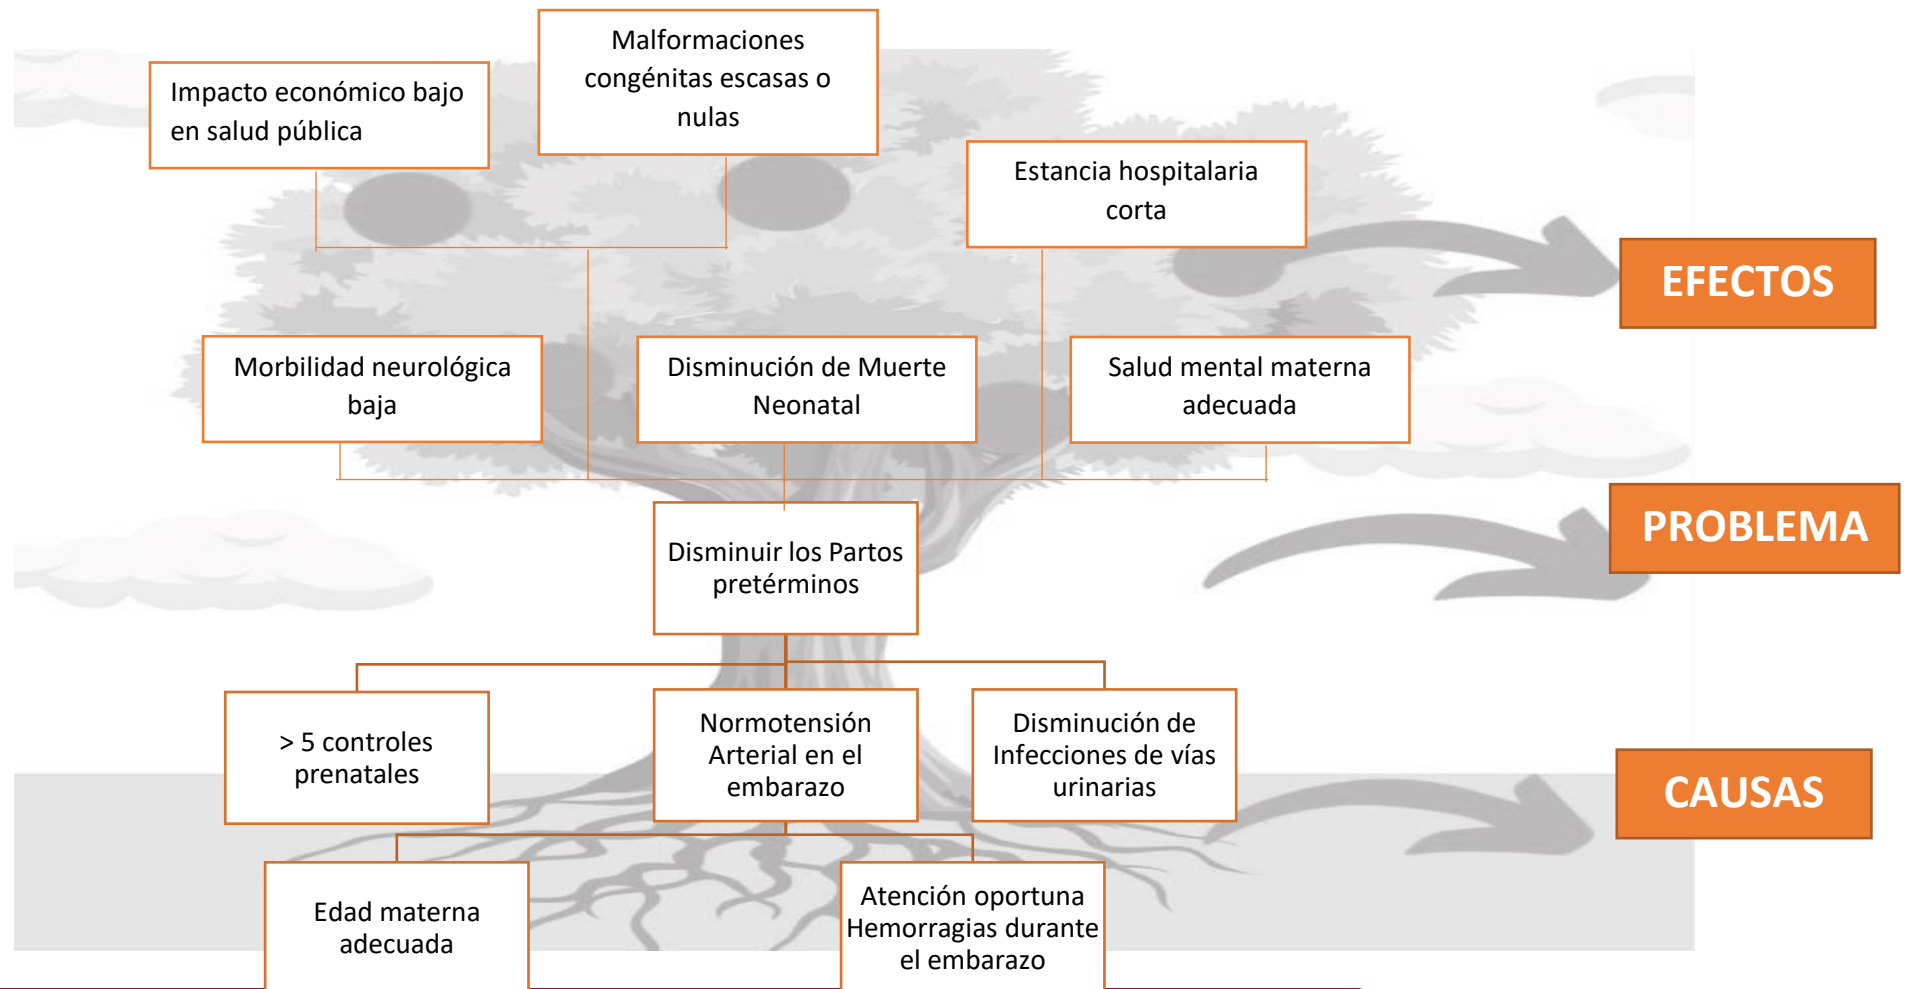 Malformaciones
congénitas escasas o
nulas
Impacto económico bajo
en salud pública
Estancia hospitalaria
corta
EFECTOS
Morbilidad neurológica
baja
Disminución de Muerte
Neonatal
Salud mental materna
adecuada
PROBLEMA
Disminuir los Partos
pretérminos
> 5 controles
prenatales
Normotensión
Arterial en el
embarazo
Disminución de
Infecciones de vías
urinarias
CAUSAS
Edad materna
adecuada
Atención oportuna
Hemorragias durante
el embarazo